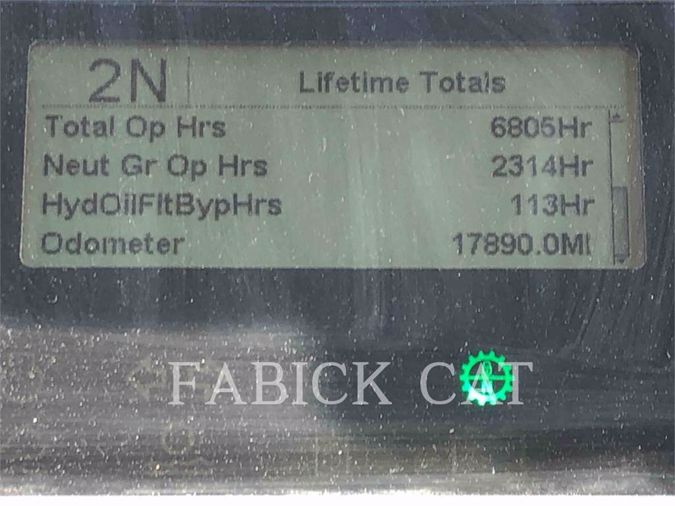 2N Lifetime Totals
Total Op Hrs 6805Hr
Neut Gr Op Hrs 2314Hr
HydOilFltBypHrs 113Hr
Odometer 17890.0MI
FABICK CAT